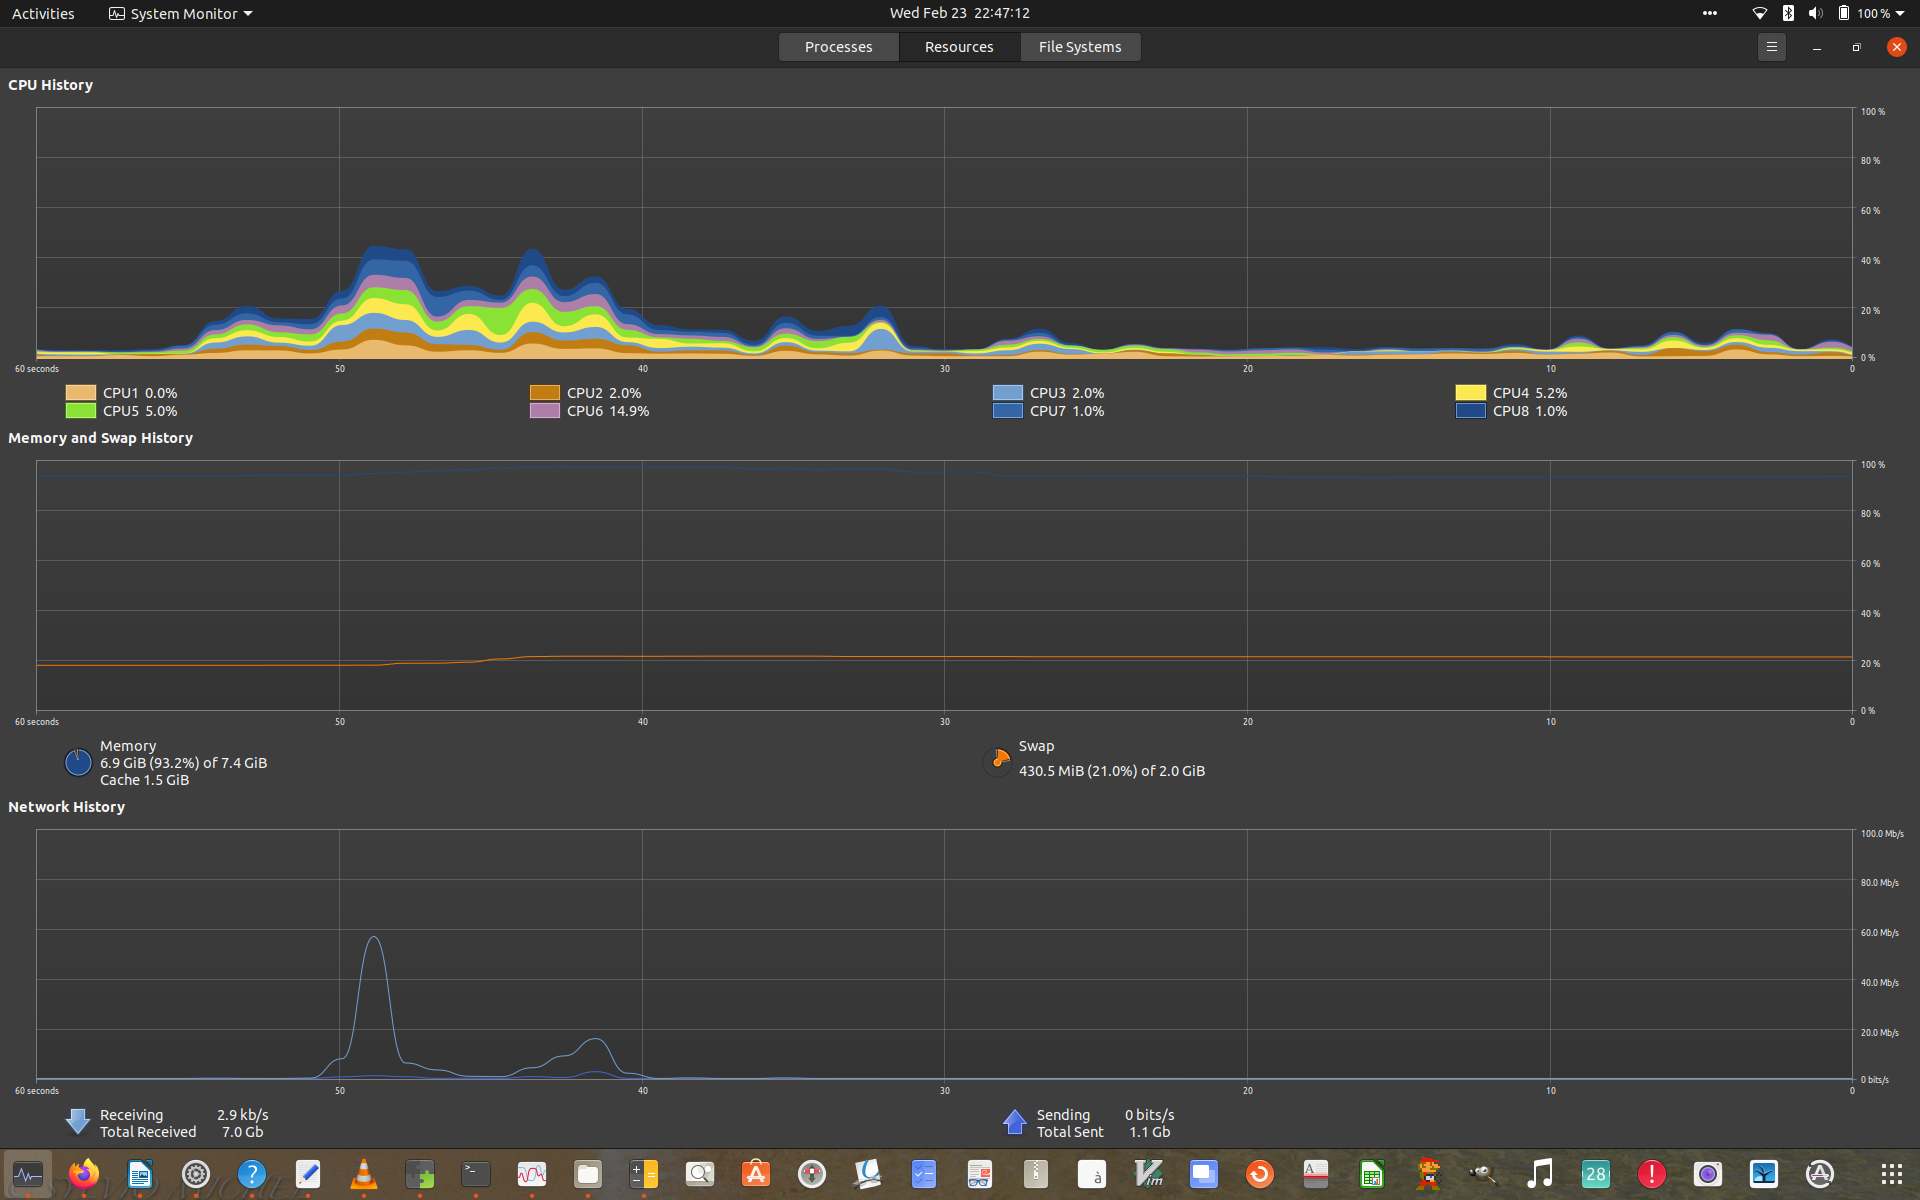 Activities System Monitor Wed Feb 23 22:47:12 100 %
Processes Resources File Systems
CPU History
100 %
80 %
60 %
40 %
20 %
0 %
60 seconds 50 40 30 20 10 0
CPU1 0.0% CPU2 2.0% CPU3 2.0% CPU4 5.2%
CPU5 5.0% CPU6 14.9% CPU7 1.0% CPU8 1.0%
Memory and Swap History
100 %
80 %
60 %
40 %
20 %
0 %
60 seconds 50 40 30 20 10 0
Memory
6.9 GiB (93.2%) of 7.4 GiB
Cache 1.5 GiB
Swap
430.5 MiB (21.0%) of 2.0 GiB
Network History
100.0 Mb/s
80.0 Mb/s
60.0 Mb/s
40.0 Mb/s
20.0 Mb/s
0 bits/s
60 seconds 50 40 30 20 10 0
Receiving 2.9 kb/s
Total Received 7.0 Gb
Sending 0 bits/s
Total Sent 1.1 Gb
? >_ A à Vim A 28 !